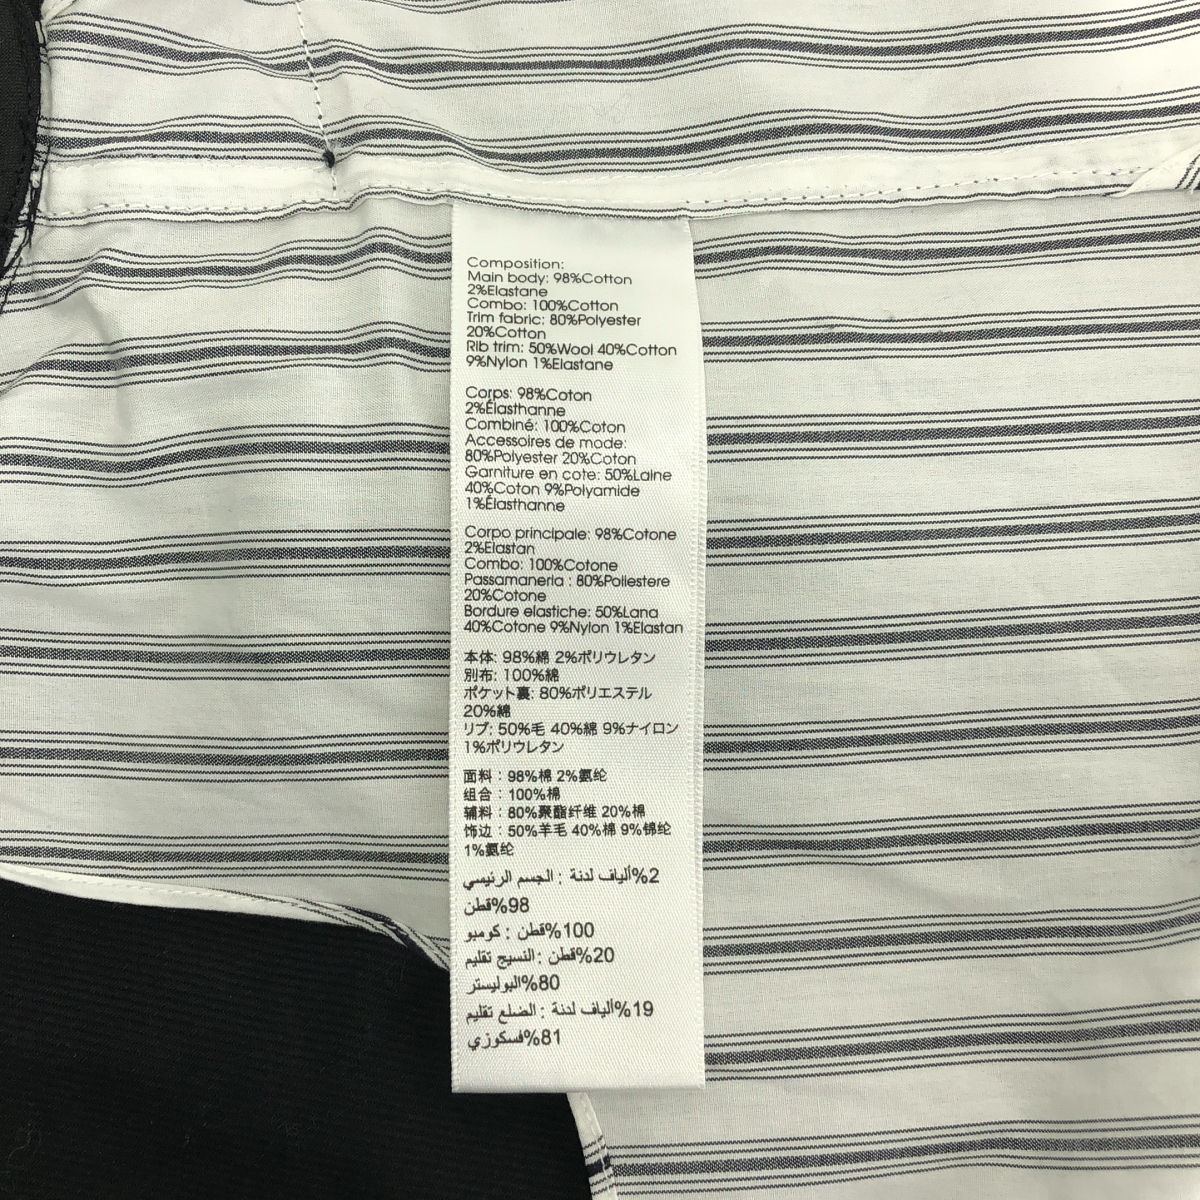 Composition:
Main body: 98%Cotton
2%Elastane
Combo: 100%Cotton
Trim fabric: 80%Polyester
20%Cotton
Rib trim: 50%Wool 40%Cotton
9%Nylon 1%Elastane
Corps: 98%Coton
2%Élasthanne
Combiné: 100%Coton
Accessoires de mode:
80%Polyester 20%Coton
Garniture en cote: 50%Laine
40%Coton 9%Polyamide
1%Élasthanne
Corpo principale: 98%Cotone
2%Elastan
Combo: 100%Cotone
Passamaneria : 80%Poliestere
20%Cotone
Bordure elastiche: 50%Lana
40%Cotone 9%Nylon 1%Elastan
本体: 98%綿 2%ポリウレタン
別布: 100%綿
ポケット裏: 80%ポリエステル
20%綿
リブ: 50%毛 40%綿 9%ナイロン
1%ポリウレタン
面料：98%棉 2%氨纶
组合：100%棉
辅料：80%聚酯纤维 20%棉
饰边：50%羊毛 40%棉 9%锦纶
1%氨纶
2%ألياف لدنة : الجسم الرئيسي
98%قطن
100%قطن : كومبو
20%قطن : النسيج تقليم
80%البوليستر
19%ألياف لدنة : الضلع تقليم
81%فسكوزي